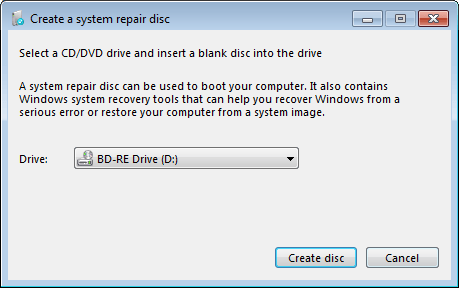 Create a system repair disc
Select a CD/DVD drive and insert a blank disc into the drive
A system repair disc can be used to boot your computer. It also contains
Windows system recovery tools that can help you recover Windows from a
serious error or restore your computer from a system image.
Drive: BD-RE Drive (D:)
Create disc Cancel